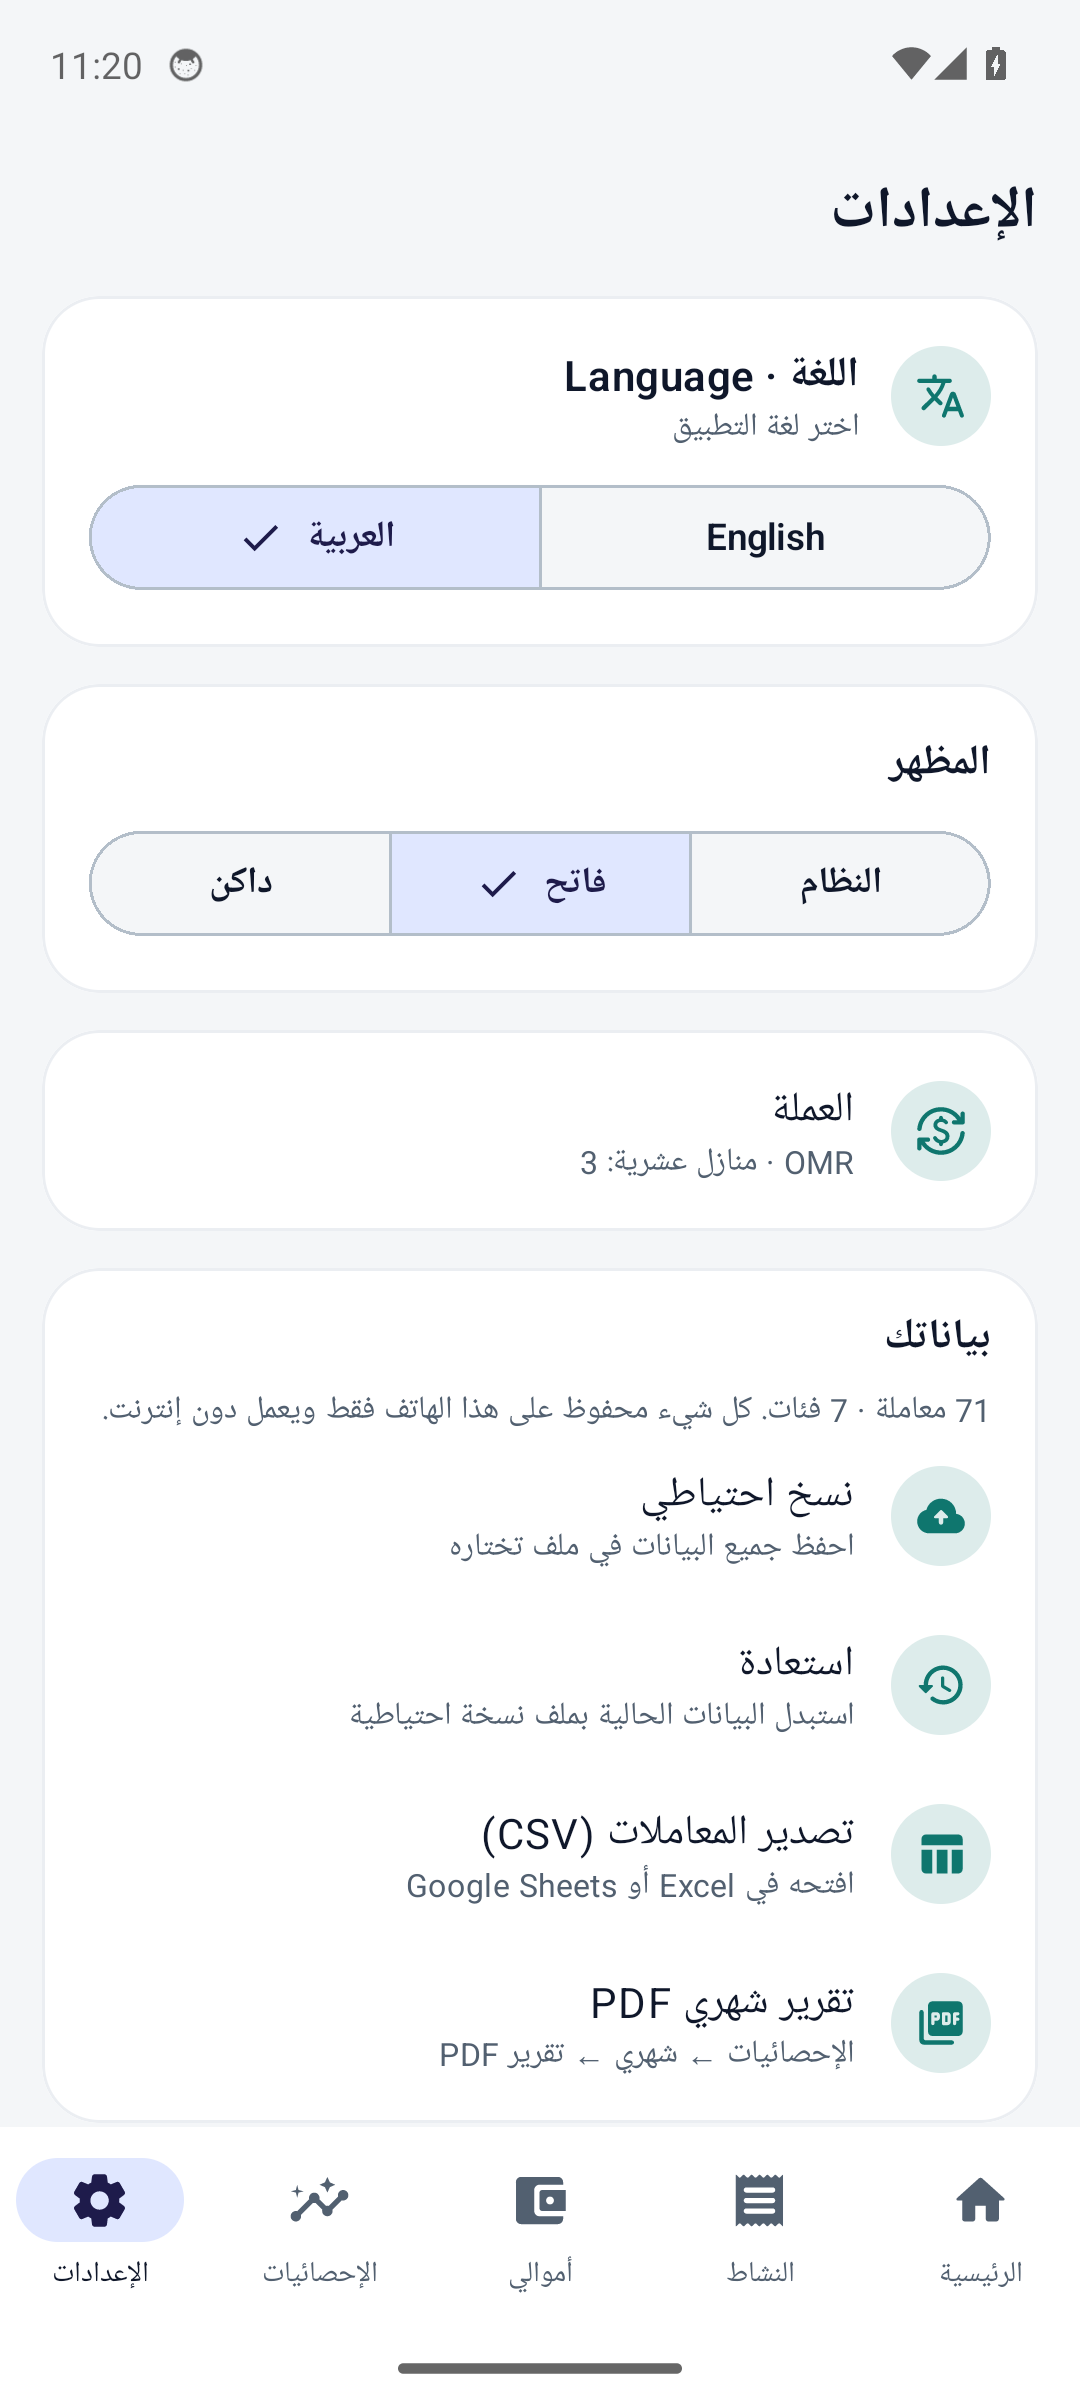 11:20
الإعدادات
اللغة · Language
اختر لغة التطبيق
English
العربية
المظهر
النظام
فاتح
داكن
العملة
OMR · منازل عشرية: 3
بياناتك
71 معاملة · 7 فئات. كل شيء محفوظ على هذا الهاتف فقط ويعمل دون إنترنت.
نسخ احتياطي
احفظ جميع البيانات في ملف تختاره
استعادة
استبدل البيانات الحالية بملف نسخة احتياطية
تصدير المعاملات (CSV)
افتحه في Excel أو Google Sheets
PDF
تقرير شهري PDF
الإحصائيات ← شهري ← تقرير PDF
الرئيسية
النشاط
أموالي
الإحصائيات
الإعدادات